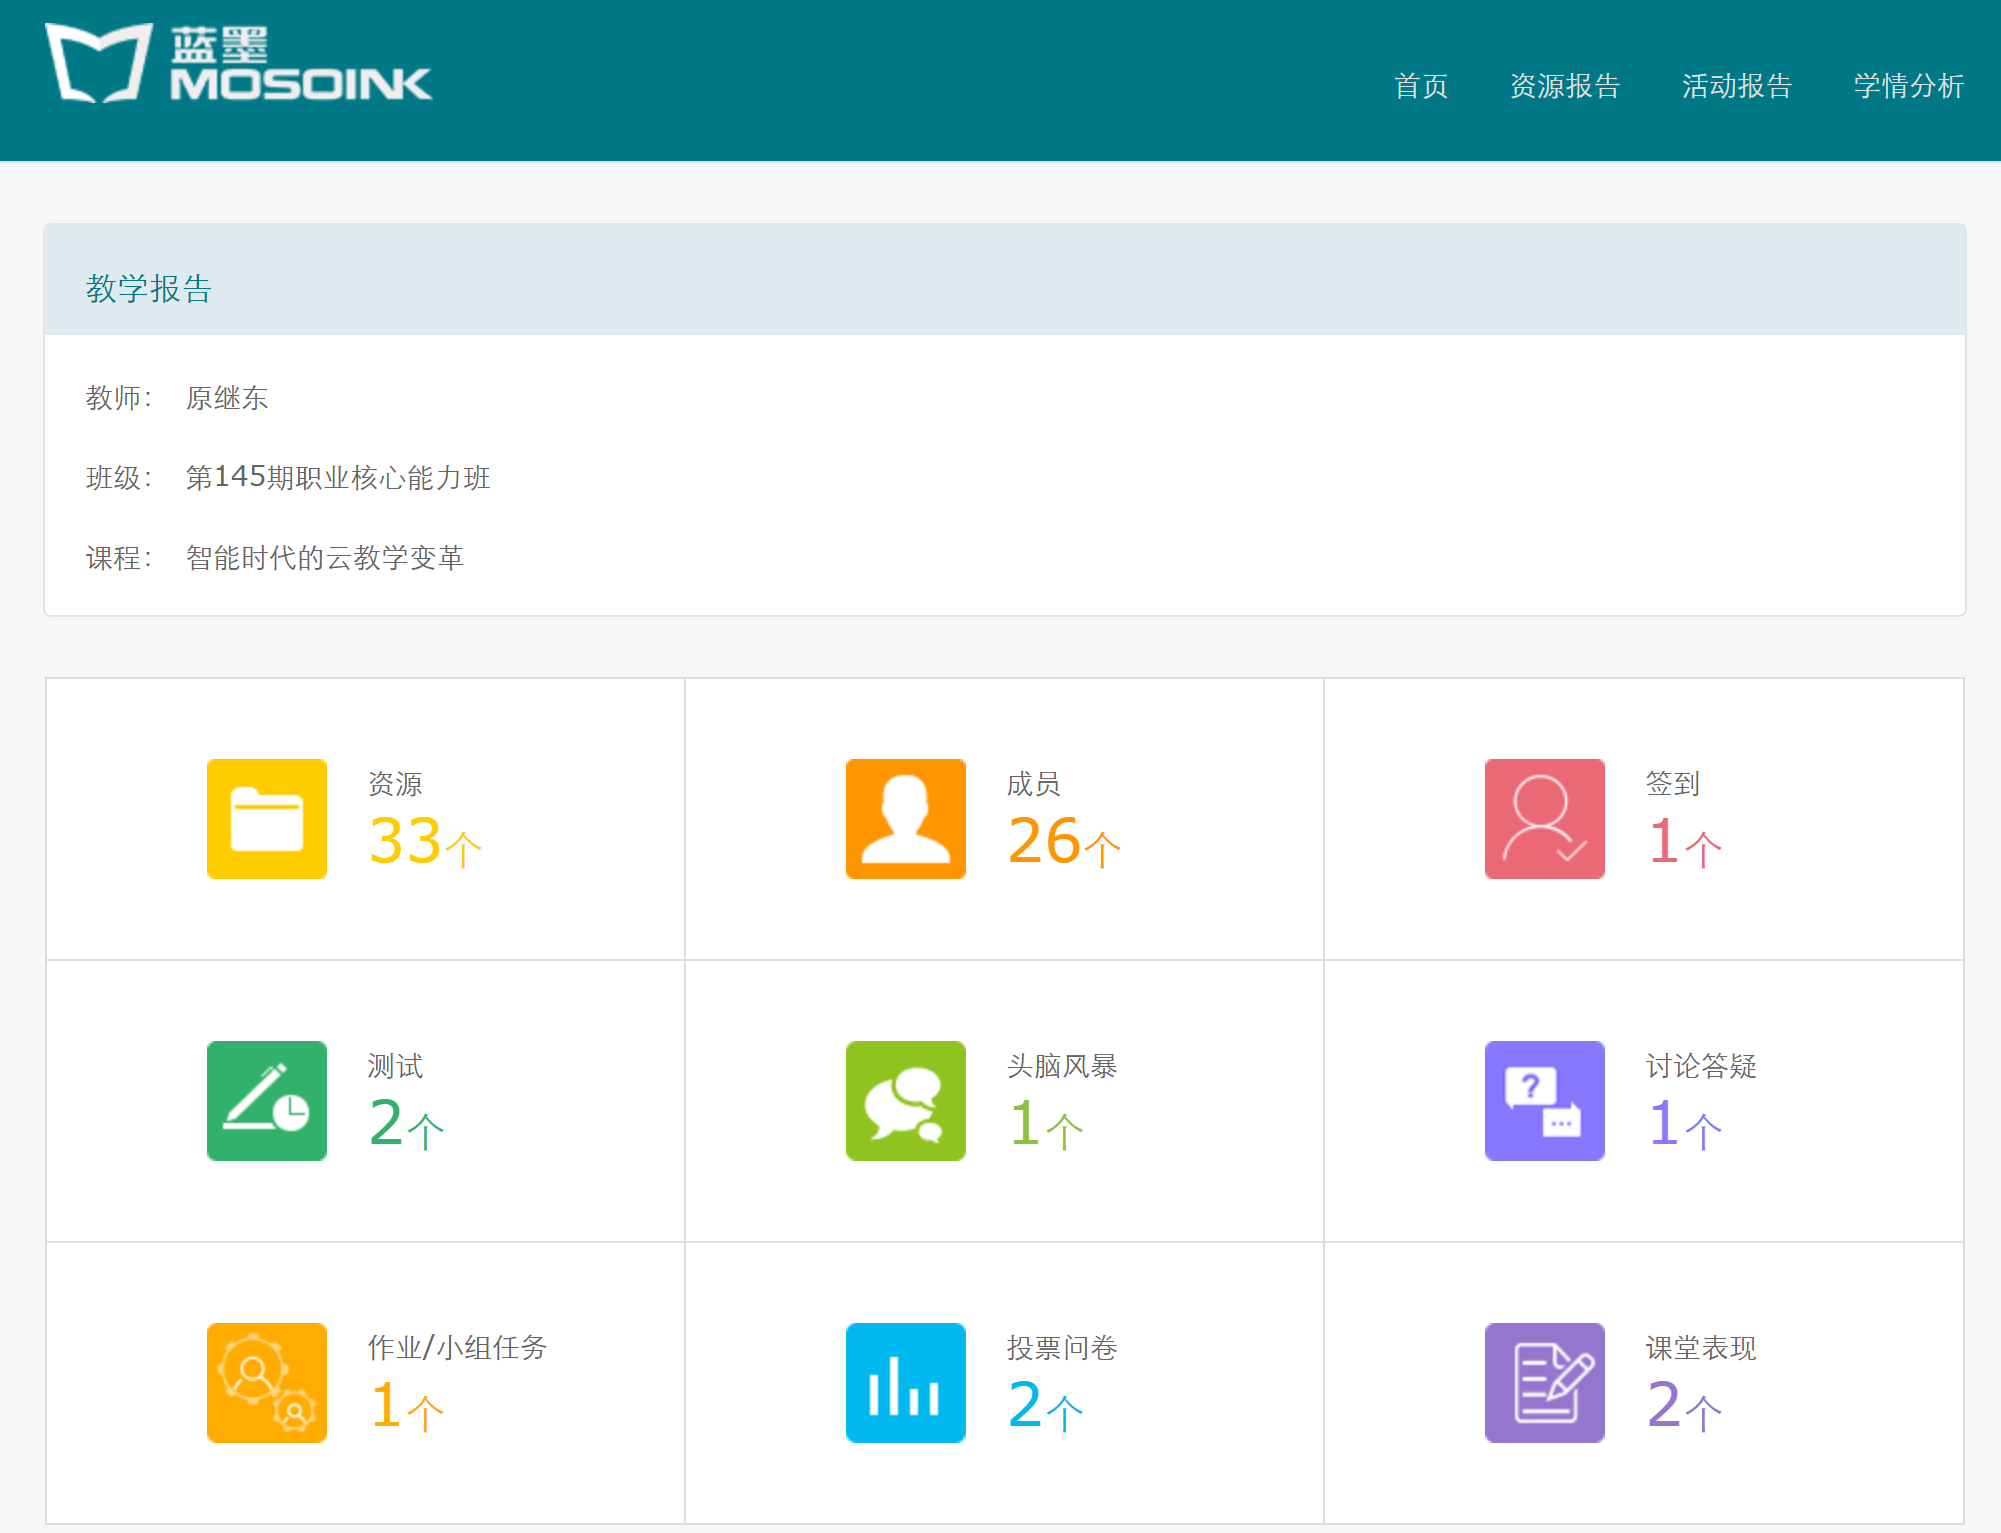 蓝墨
MOSOINK
首页 资源报告 活动报告 学情分析
教学报告
教师： 原继东
班级： 第145期职业核心能力班
课程： 智能时代的云教学变革
资源
33个
成员
26个
签到
1个
测试
2个
头脑风暴
1个
?
讨论答疑
1个
作业/小组任务
1个
投票问卷
2个
课堂表现
2个